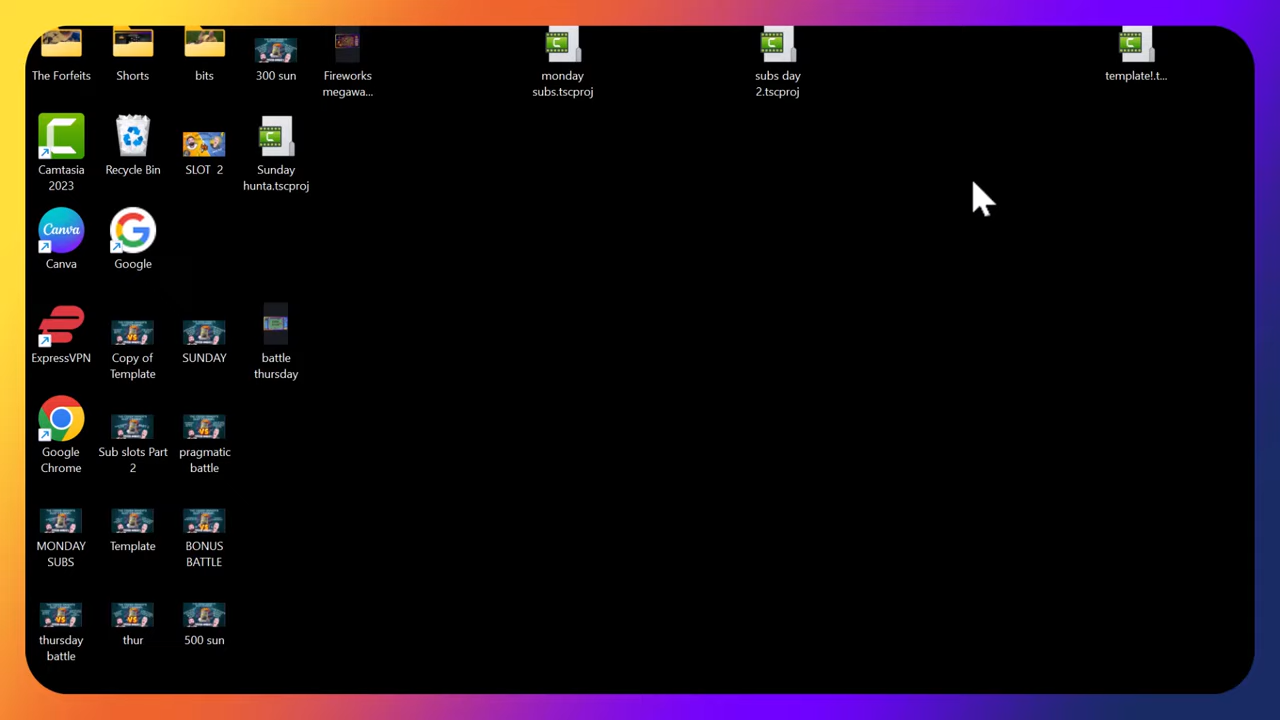 The Forfeits
Shorts
bits
300 sun
Fireworks
megawa...
monday
subs.tscproj
subs day
2.tscproj
template!.t...
Camtasia
2023
Recycle Bin
SLOT 2
Sunday
hunta.tscproj
Canva
Canva
Google
ExpressVPN
Copy of
Template
SUNDAY
battle
thursday
Google
Chrome
Sub slots Part
2
pragmatic
battle
MONDAY
SUBS
Template
BONUS
BATTLE
thursday
battle
thur
500 sun